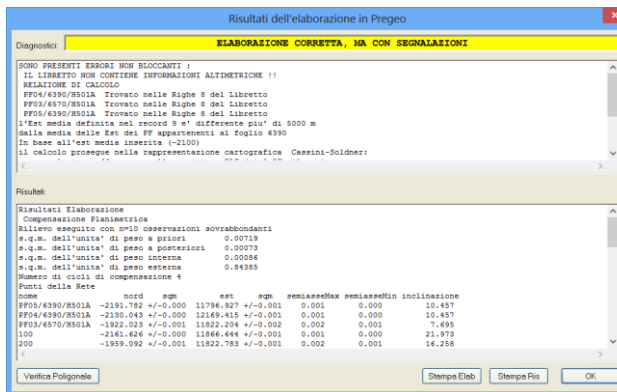 Risultati dell'elaborazione in Pregeo
Diagnostici:
ELABORAZIONE CORRETTA, MA CON SEGNALAZIONI
SONO PRESENTI ERRORI NON BLOCCANTI :
IL LIBRETTO NON CONTIENE INFORMAZIONI ALTIMETRICHE !!
RELAZIONE DI CALCOLO
PF04/6390/H501A Trovato nelle Righe 8 del Libretto
PF03/6570/H501A Trovato nelle Righe 8 del Libretto
PF05/6390/H501A Trovato nelle Righe 8 del Libretto
l'Est media definita nel record 9 e' differente piu' di 5000 m
dalla media delle Est dei PF appartenenti al foglio 6390
In base all'est media inserita (-2100)
il calcolo prosegue nella rappresentazione cartografica Cassini-Soldner:
Risultati:
Risultati Elaborazione
Compensazione Planimetrica
Rilievo eseguito con n=10 osservazioni sovrabbondanti
s.q.m. dell'unita' di peso a priori 0.00719
s.q.m. dell'unita' di peso a posteriori 0.00073
s.q.m. dell'unita' di peso interna 0.00086
s.q.m. dell'unita' di peso esterna 0.84385
Numero di cicli di compensazione 4
Punti della Rete
nome nord sqm est sqm semiasseMax semiasseMin inclinazione
PF05/6390/H501A -2191.782 +/-0.000 11796.927 +/-0.001 0.001 0.000 10.457
PF04/6390/H501A -2130.043 +/-0.000 12169.415 +/-0.001 0.001 0.000 10.457
PF03/6570/H501A -1922.023 +/-0.001 11822.204 +/-0.002 0.002 0.001 7.695
100 -2161.626 +/-0.000 11866.644 +/-0.001 0.001 0.000 21.973
200 -1959.092 +/-0.001 11822.783 +/-0.001 0.002 0.001 16.258
Verifica Poligonale
Stampa Elab
Stampa Ris
OK